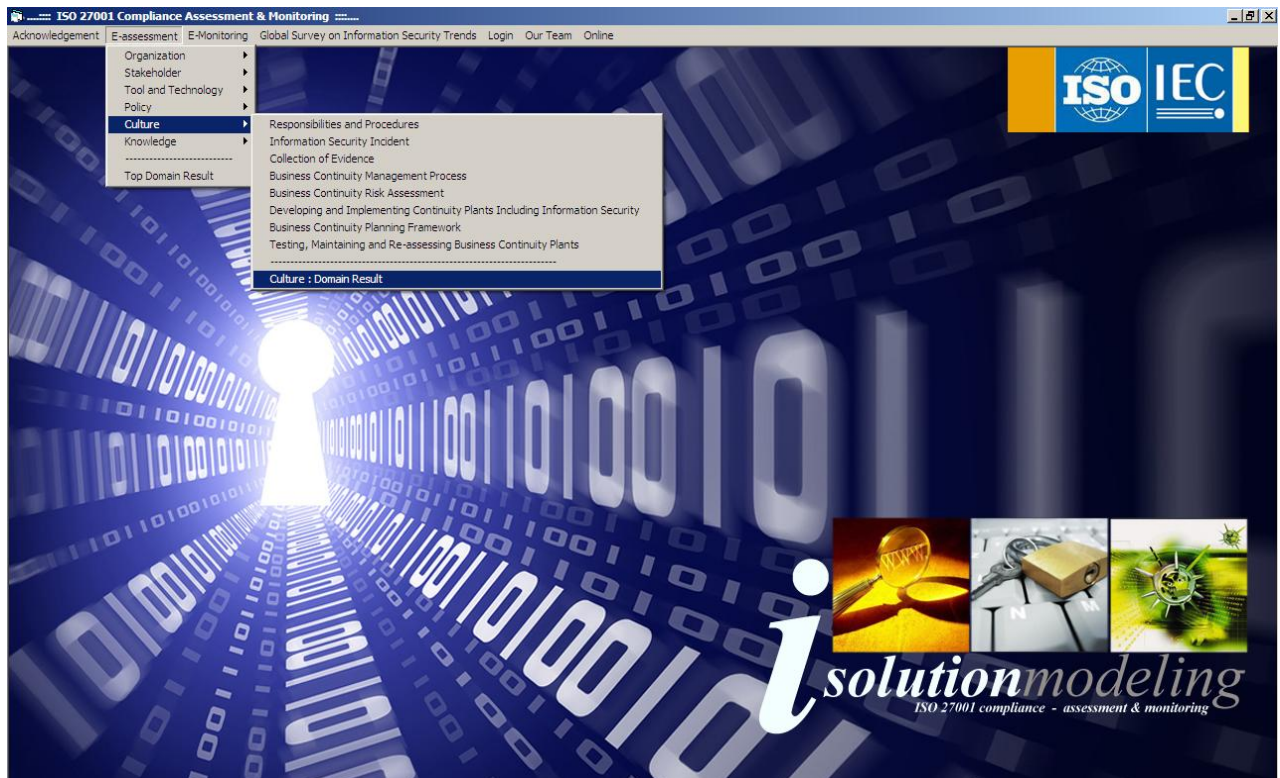 ..:::: ISO 27001 Compliance Assessment & Monitoring ::::...
Acknowledgement E-assessment E-Monitoring Global Survey on Information Security Trends Login Our Team Online
Organization
Stakeholder
Tool and Technology
Policy
Culture
Knowledge
Top Domain Result
Responsibilities and Procedures
Information Security Incident
Collection of Evidence
Business Continuity Management Process
Business Continuity Risk Assessment
Developing and Implementing Continuity Plants Including Information Security
Business Continuity Planning Framework
Testing, Maintaining and Re-assessing Business Continuity Plants
Culture : Domain Result
ISO IEC
WWW
N M
i solutionmodeling
ISO 27001 compliance - assessment & monitoring